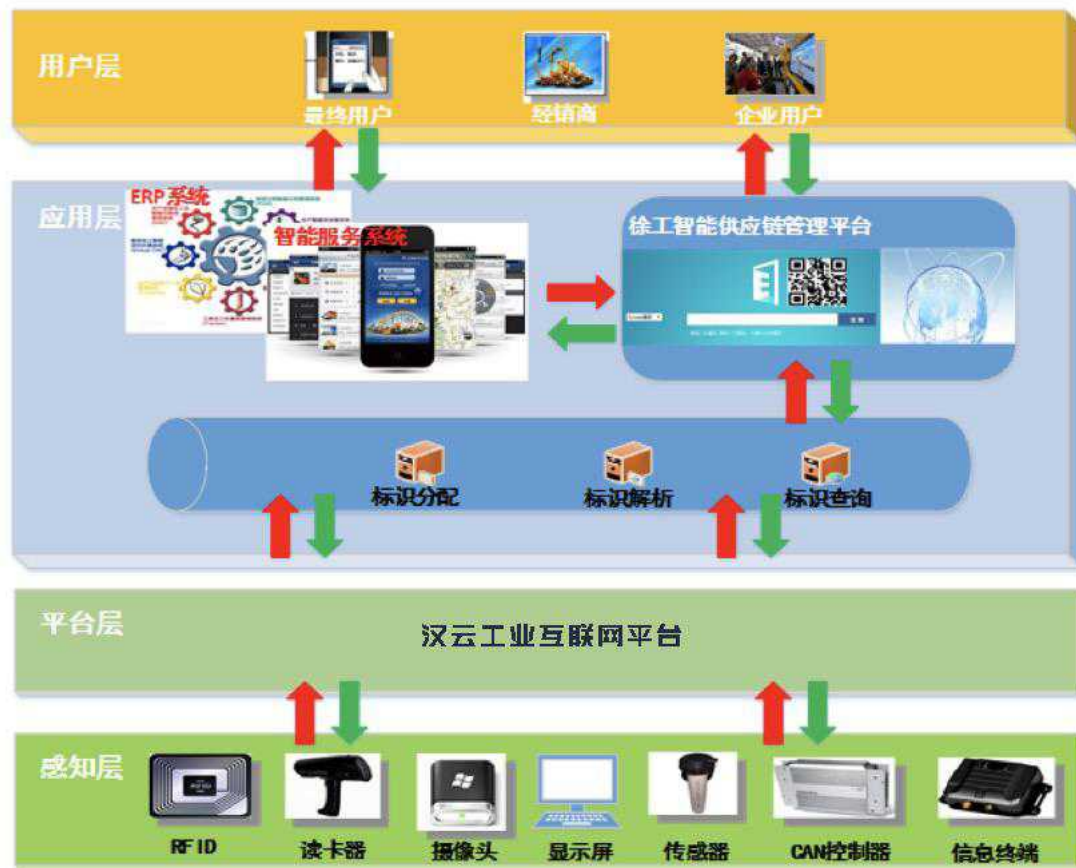 用户层
最终用户
经销商
企业用户
应用层
ERP系统
智能服务系统
徐工智能供应链管理平台
标识分配
标识解析
标识查询
平台层
汉云工业互联网平台
感知层
RFID
读卡器
摄像头
显示屏
传感器
CAN控制器
信息终端